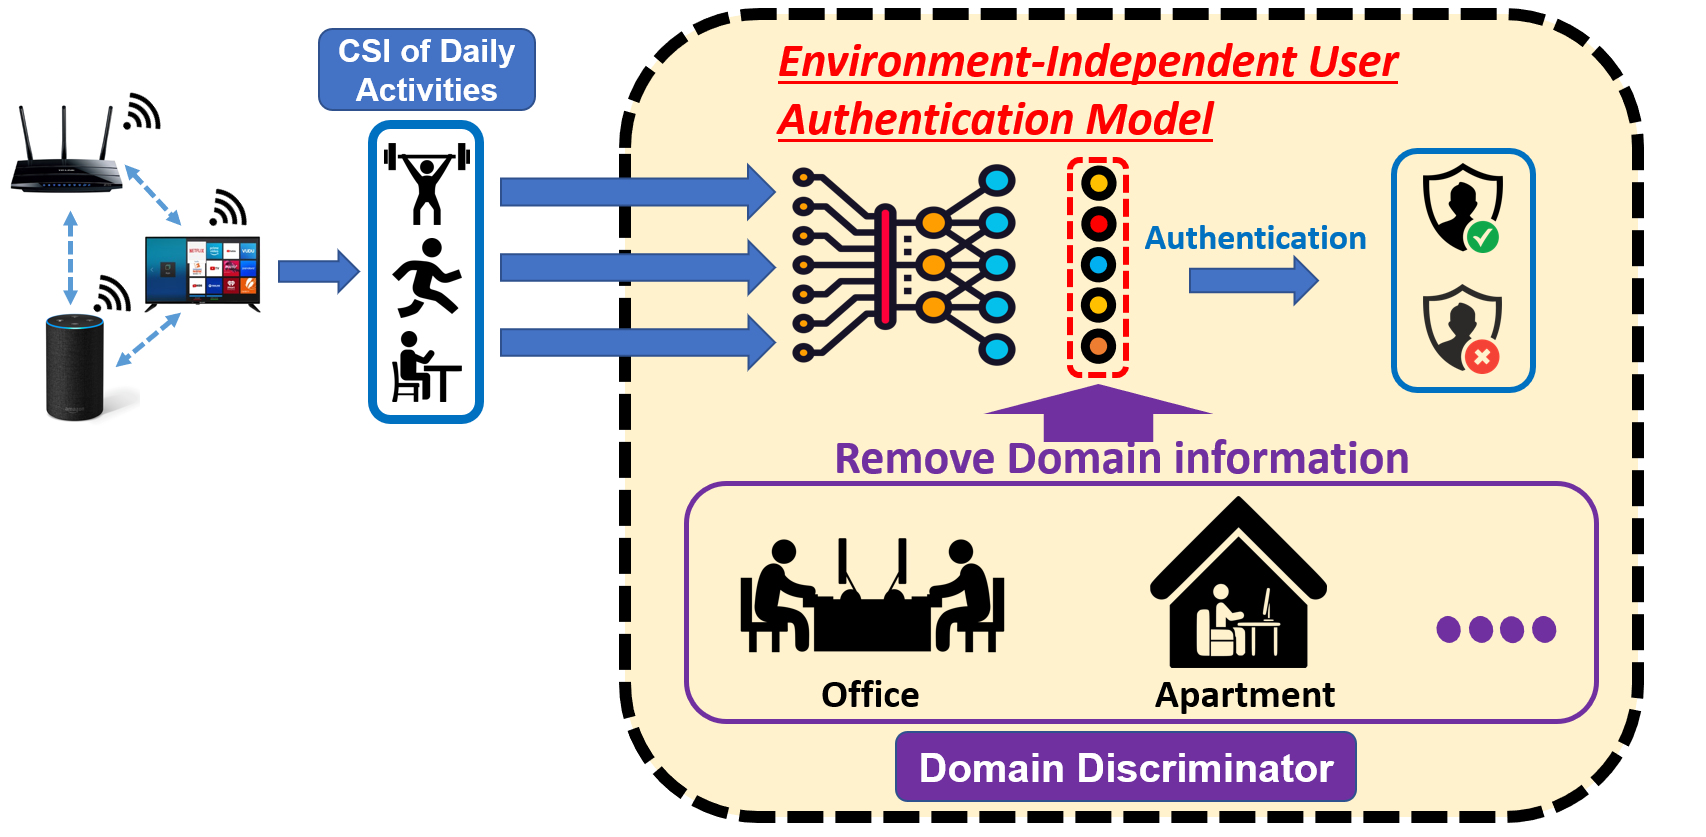 CSI of Daily
Activities
Environment-Independent User
Authentication Model
Authentication
Remove Domain information
Office
Apartment
Domain Discriminator